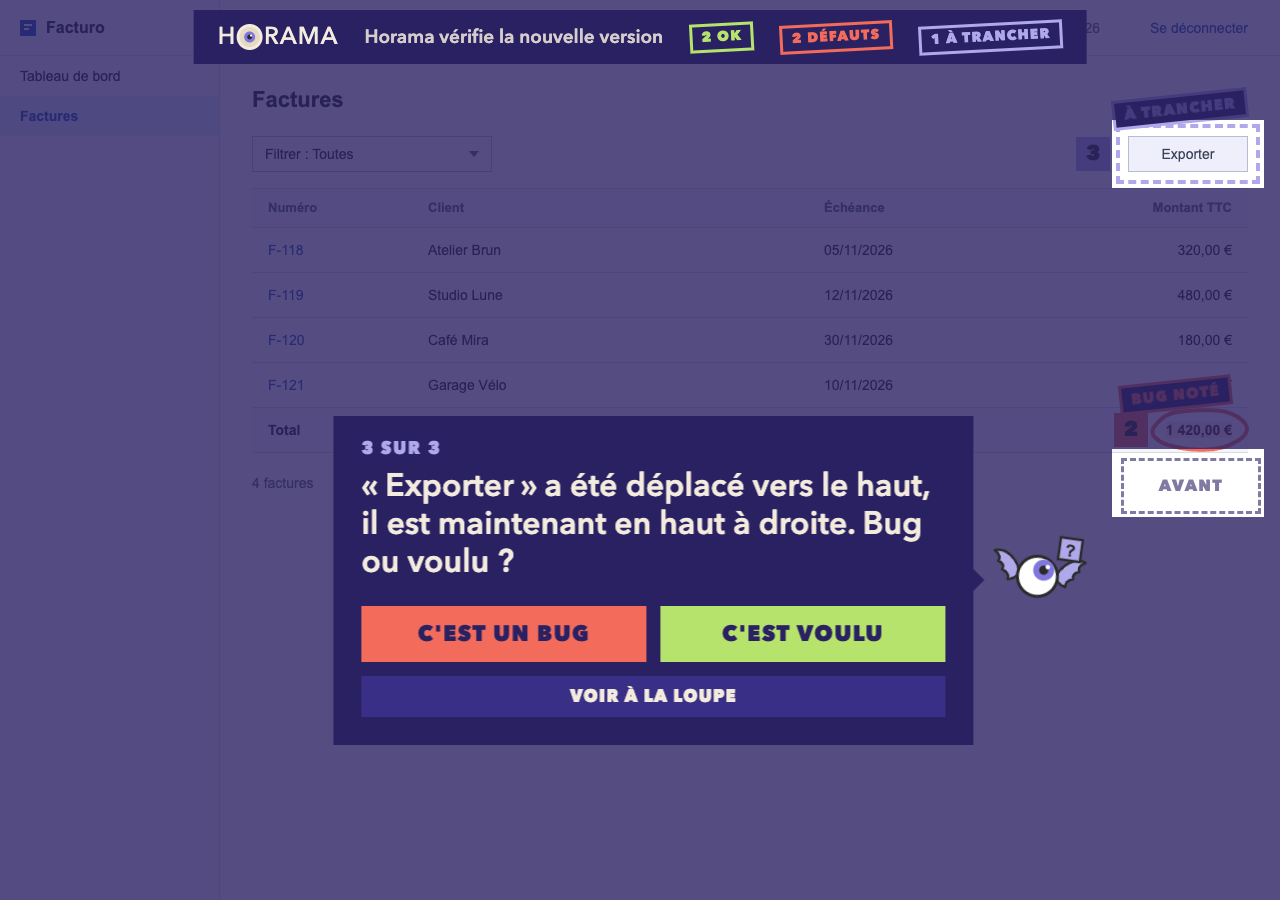 Facturo
HORAMA
Horama vérifie la nouvelle version
2 OK
2 DÉFAUTS
1 À TRANCHER
26
Se déconnecter
Tableau de bord
Factures
Factures
À TRANCHER
Filtrer : Toutes
3
Exporter
Numéro Client Échéance Montant TTC
F-118 Atelier Brun 05/11/2026 320,00 €
F-119 Studio Lune 12/11/2026 480,00 €
F-120 Café Mira 30/11/2026 180,00 €
F-121 Garage Vélo 10/11/2026
BUG NOTÉ
Total 2 1 420,00 €
4 factures
AVANT
3 SUR 3
« Exporter » a été déplacé vers le haut,
il est maintenant en haut à droite. Bug
ou voulu ?
?
C'EST UN BUG
C'EST VOULU
VOIR À LA LOUPE